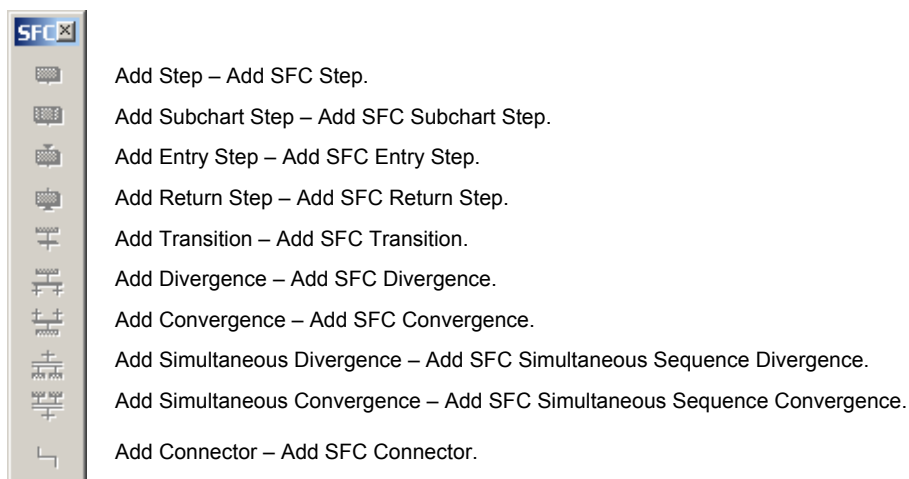 SFC
Add Step – Add SFC Step.
Add Subchart Step – Add SFC Subchart Step.
Add Entry Step – Add SFC Entry Step.
Add Return Step – Add SFC Return Step.
Add Transition – Add SFC Transition.
Add Divergence – Add SFC Divergence.
Add Convergence – Add SFC Convergence.
Add Simultaneous Divergence – Add SFC Simultaneous Sequence Divergence.
Add Simultaneous Convergence – Add SFC Simultaneous Sequence Convergence.
Add Connector – Add SFC Connector.